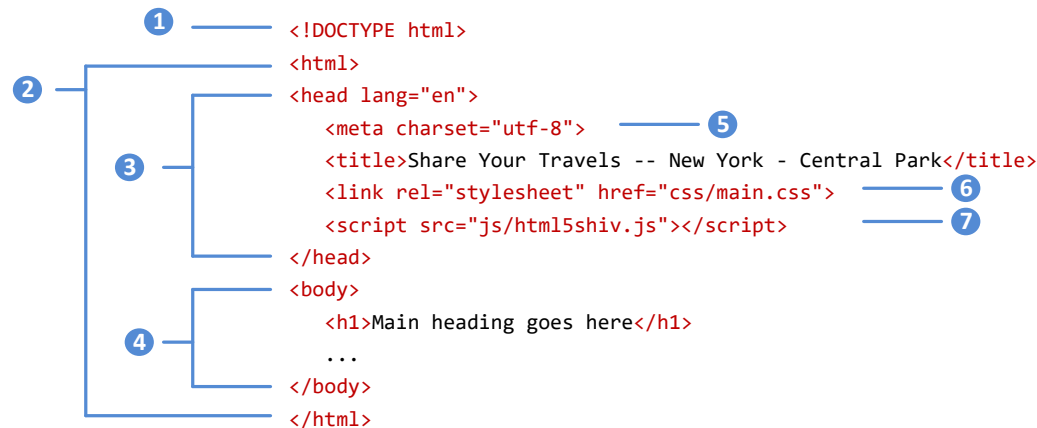 1 <!DOCTYPE html>
<html>
2 <head lang="en">
<meta charset="utf-8"> 5
3 <title>Share Your Travels -- New York - Central Park</title>
<link rel="stylesheet" href="css/main.css"> 6
<script src="js/html5shiv.js"></script> 7
</head>
<body>
<h1>Main heading goes here</h1>
4 ...
</body>
</html>